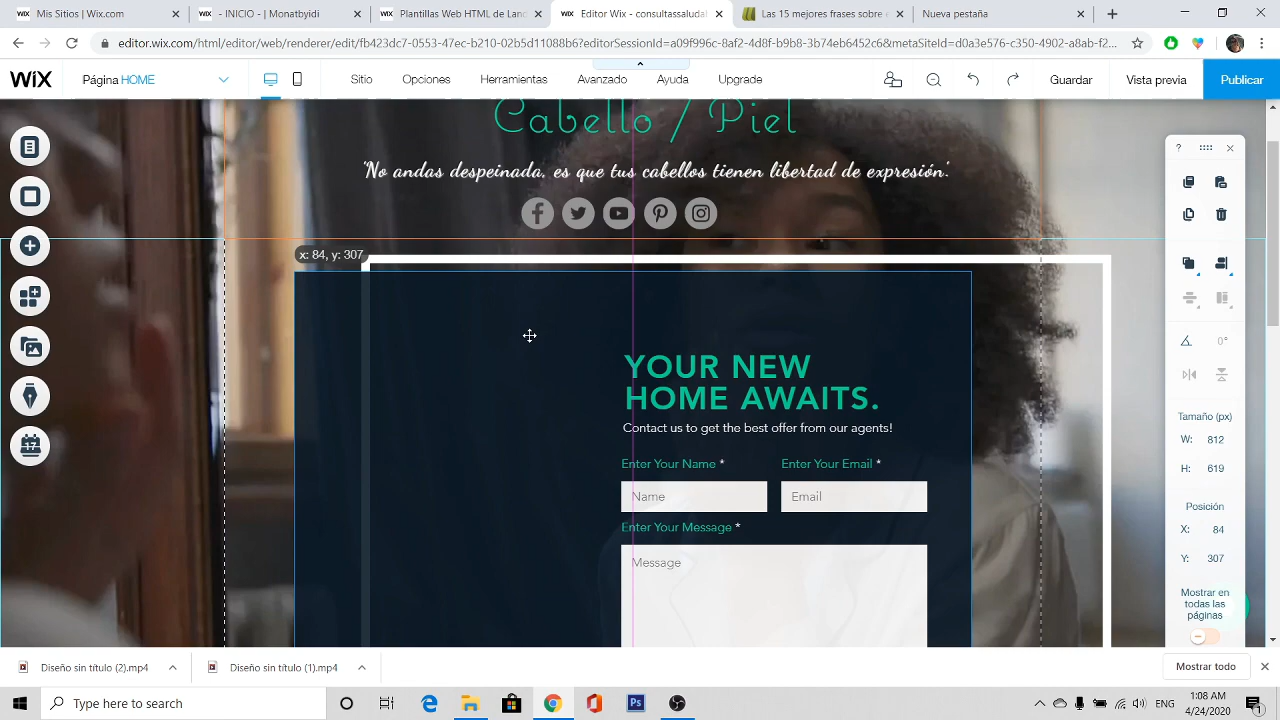 Mis Sitios | Wix.com
- INICIO - Monatbyidi
Plantillas Web HTML de Lan
Editor Wix - consultassaludat
Las 15 mejores frases sobre e
Nueva pestaña
editor.wix.com/html/editor/web/renderer/edit/fb423dc7-0553-47ec-b210-02b5d11088b3?editorSessionId=a09f996c-8af2-4d8f-b9b8-3b74eb6452c6&metaSiteId=d0a3e576-c350-4902-a8ab-f2...
WiX
Página HOME
Sitio
Opciones
Herramientas
Avanzado
Ayuda
Upgrade
Guardar
Vista previa
Publicar
Cabello / Piel
"No andas despeinada, es que tus cabellos tienen libertad de expresión".
x: 84, y: 307
YOUR NEW
HOME AWAITS.
Contact us to get the best offer from our agents!
Enter Your Name *
Enter Your Email *
Name
Email
Enter Your Message *
Message
?
0°
Tamaño (px)
W: 812
H: 619
Posición
X: 84
Y: 307
Mostrar en
todas las
páginas
17
Diseño sin título (2).mp4
Diseño sin título (1).mp4
Mostrar todo
Type here to search
Ps
ENG
1:08 AM
4/24/2020
1